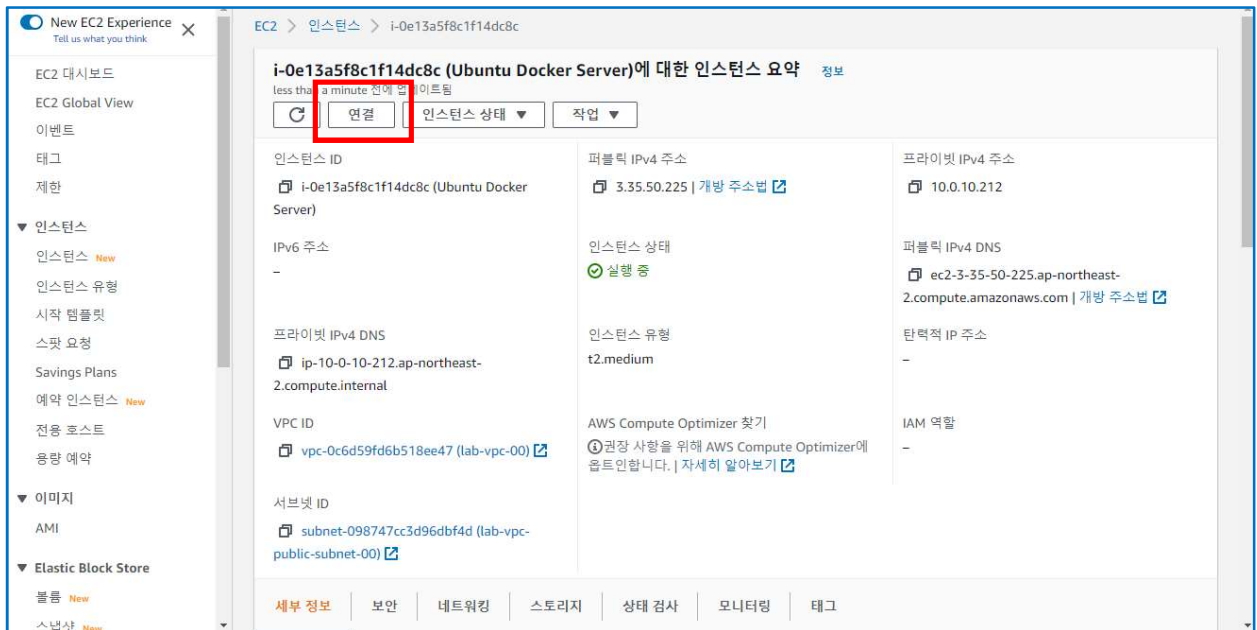 New EC2 Experience
Tell us what you think
EC2 대시보드
EC2 Global View
이벤트
태그
제한
인스턴스
인스턴스 New
인스턴스 유형
시작 템플릿
스팟 요청
Savings Plans
예약 인스턴스 New
전용 호스트
용량 예약
이미지
AMI
Elastic Block Store
볼륨 New
스냅샷 New
EC2 > 인스턴스 > i-0e13a5f8c1f14dc8c
i-0e13a5f8c1f14dc8c (Ubuntu Docker Server)에 대한 인스턴스 요약 정보
less than a minute 전에 업데이트됨
연결 인스턴스 상태 ▼ 작업 ▼
인스턴스 ID
i-0e13a5f8c1f14dc8c (Ubuntu Docker
Server)
퍼블릭 IPv4 주소
3.35.50.225 | 개방 주소법
프라이빗 IPv4 주소
10.0.10.212
IPv6 주소
–
인스턴스 상태
실행 중
퍼블릭 IPv4 DNS
ec2-3-35-50-225.ap-northeast-
2.compute.amazonaws.com | 개방 주소법
프라이빗 IPv4 DNS
ip-10-0-10-212.ap-northeast-
2.compute.internal
인스턴스 유형
t2.medium
탄력적 IP 주소
–
VPC ID
vpc-0c6d59fd6b518ee47 (lab-vpc-00)
AWS Compute Optimizer 찾기
권장 사항을 위해 AWS Compute Optimizer에
옵트인합니다. | 자세히 알아보기
IAM 역할
–
서브넷 ID
subnet-098747cc3d96dbf4d (lab-vpc-
public-subnet-00)
세부 정보 보안 네트워킹 스토리지 상태 검사 모니터링 태그